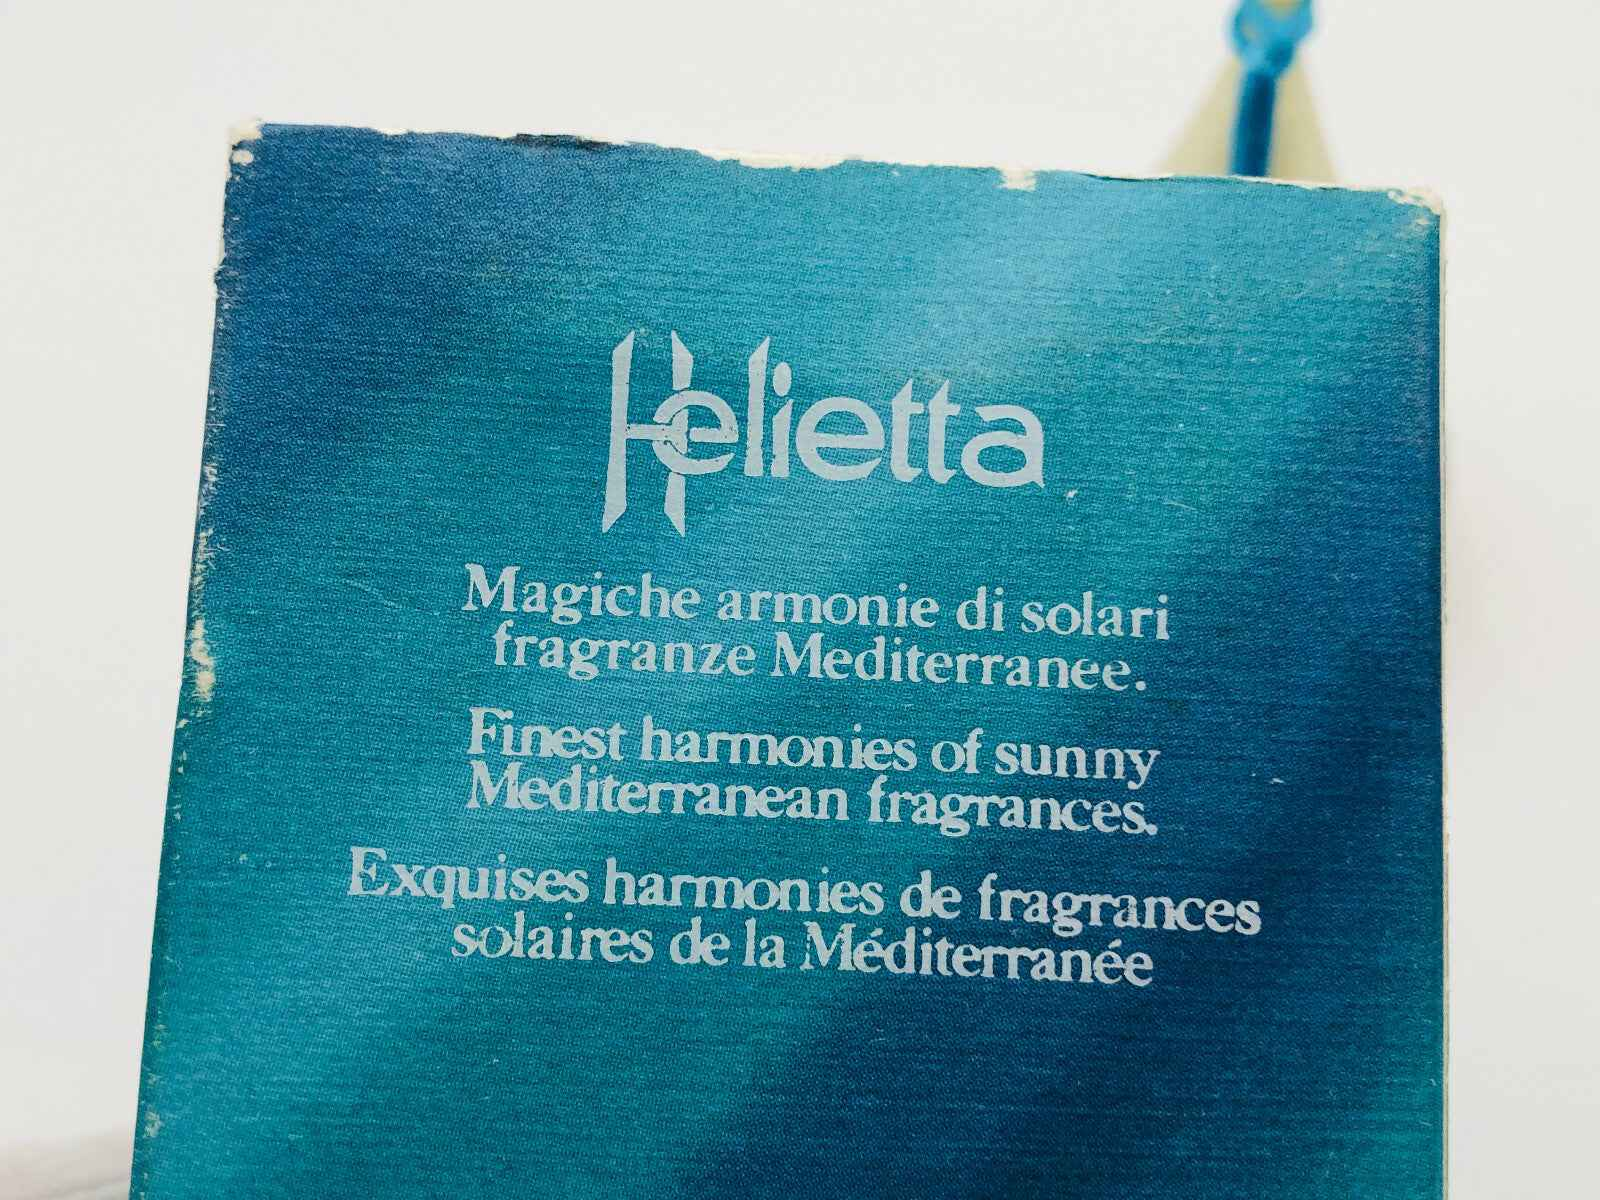 Helietta
Magiche armonie di solari
fragranze Mediterranee.
Finest harmonies of sunny
Mediterranean fragrances.
Exquises harmonies de fragrances
solaires de la Méditerranée